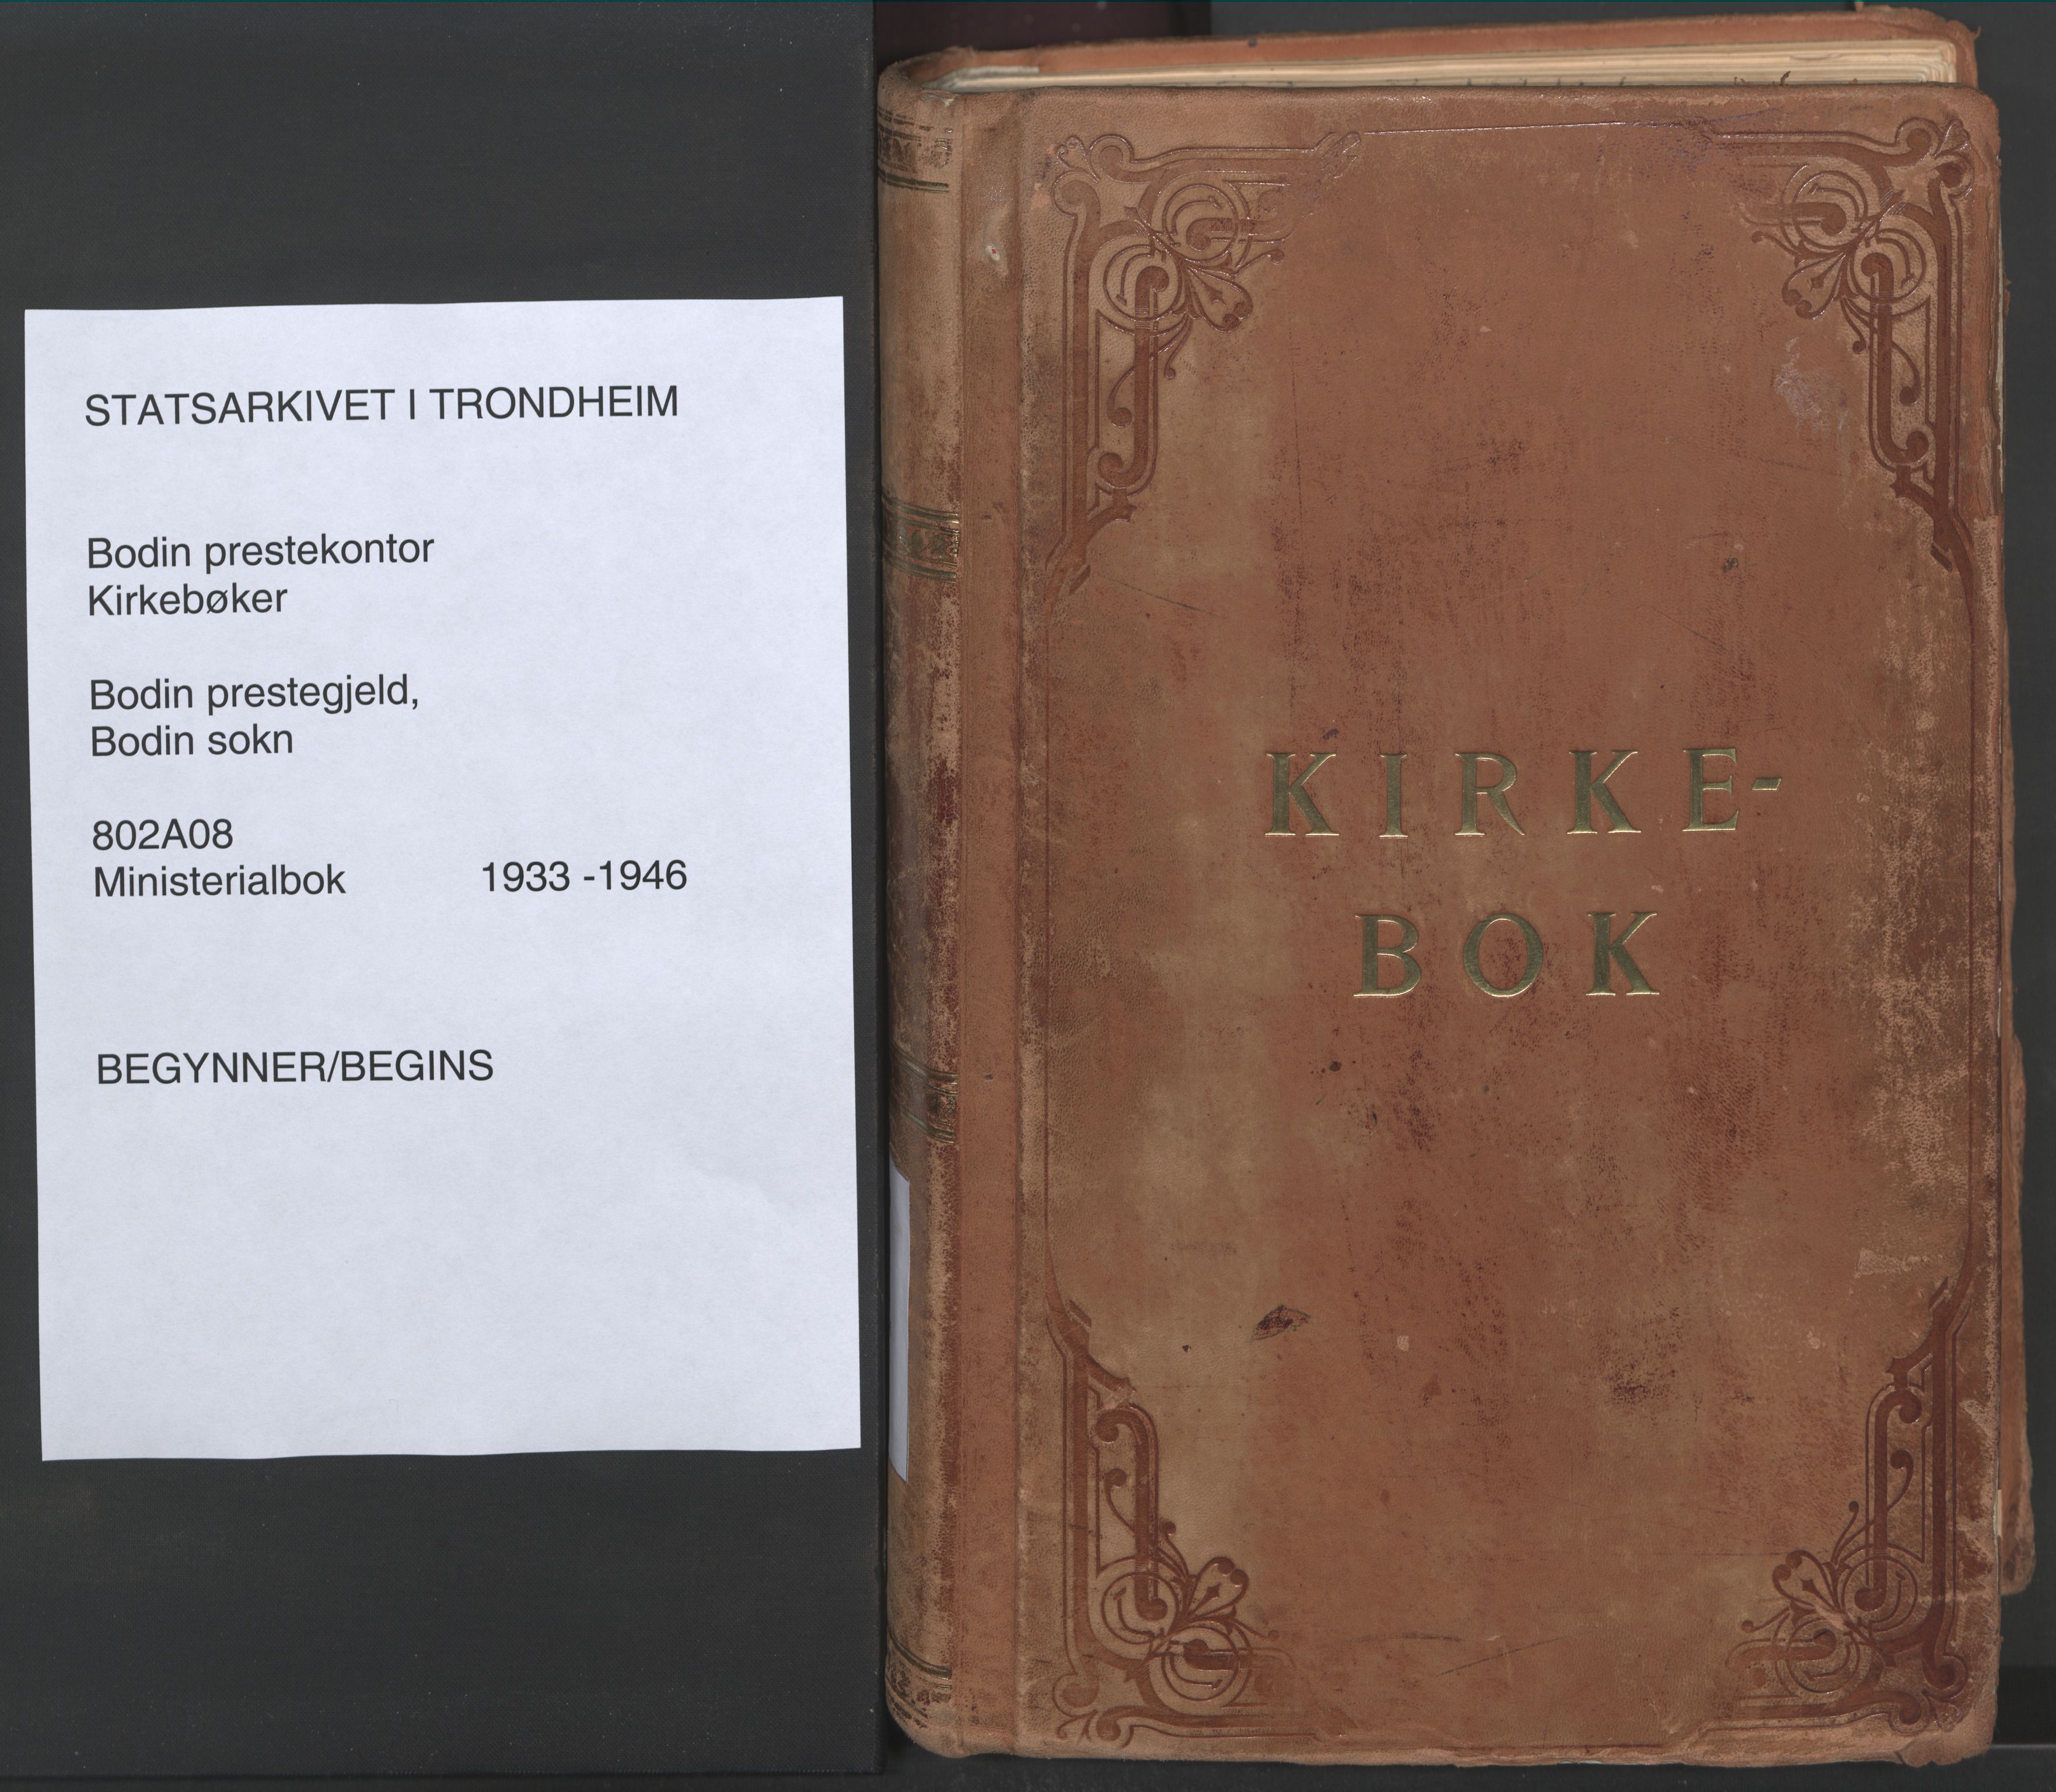 STATSARKIVET I TRONDHEIM
Bodin prestekontor
Kirkebøker
Bodin prestegjeld,
Bodin sokn
802A08
Ministerialbok 1933 -1946
BEGYNNER/BEGINS
KIRKE-
BOK